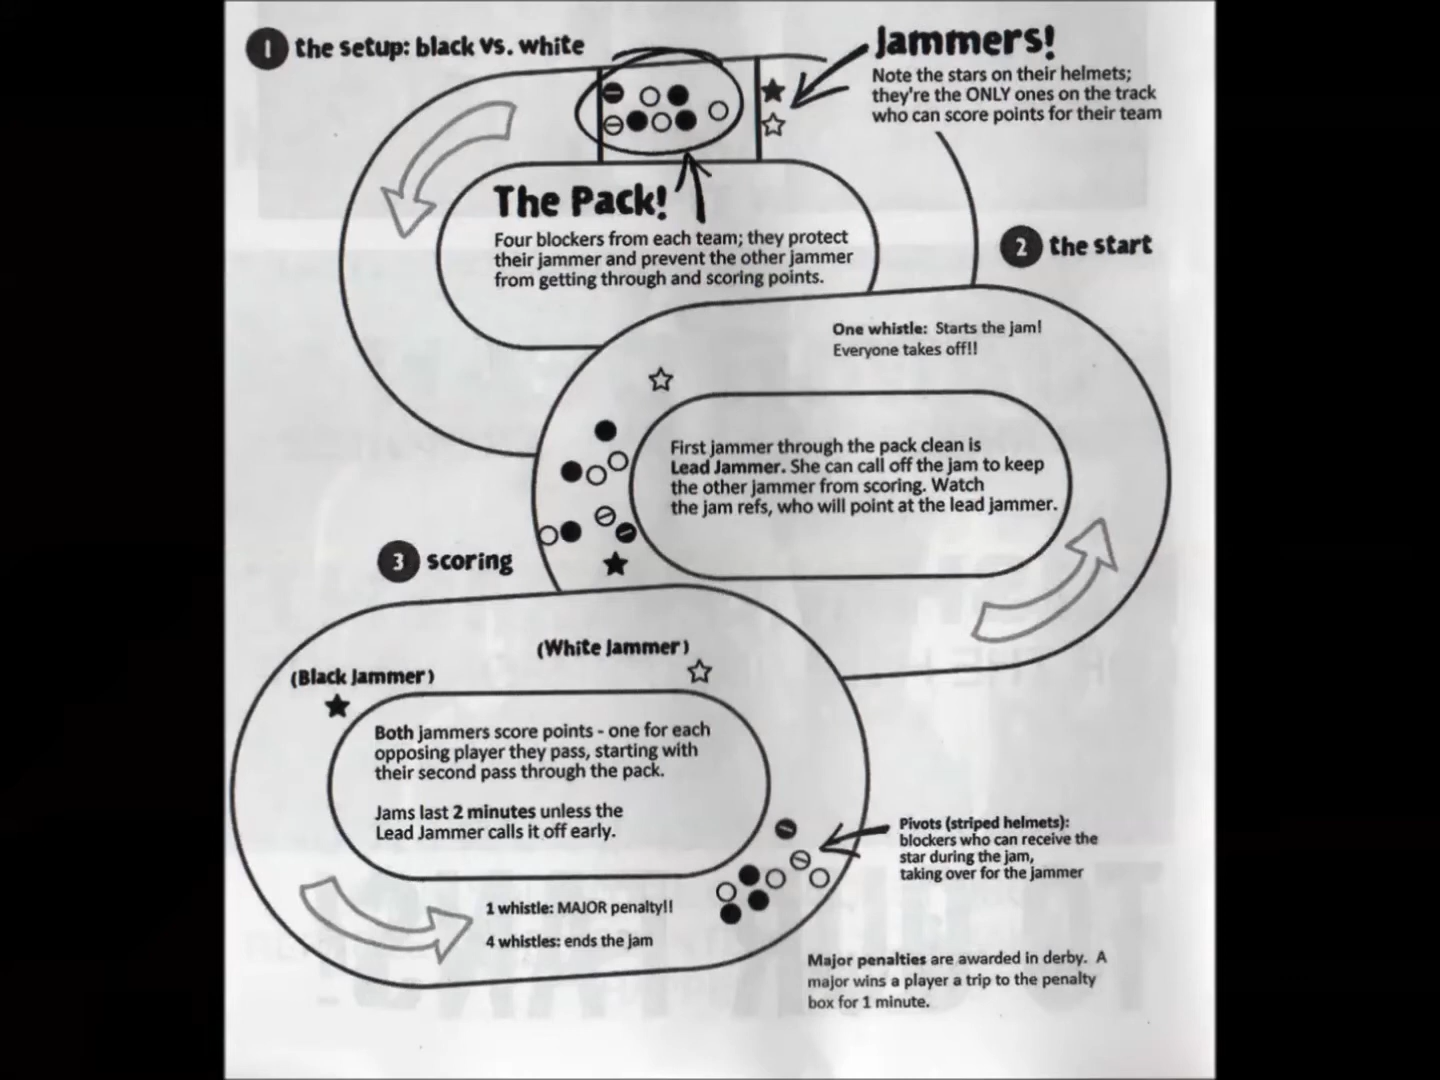 1 the setup: black vs. white
Jammers!
Note the stars on their helmets;
they're the ONLY ones on the track
who can score points for their team
The Pack!
Four blockers from each team; they protect
their jammer and prevent the other jammer
from getting through and scoring points.
2 the start
One whistle: Starts the jam!
Everyone takes off!!
First jammer through the pack clean is
Lead Jammer. She can call off the jam to keep
the other jammer from scoring. Watch
the jam refs, who will point at the lead jammer.
3 scoring
(White Jammer)
(Black Jammer)
Both jammers score points - one for each
opposing player they pass, starting with
their second pass through the pack.
Jams last 2 minutes unless the
Lead Jammer calls it off early.
Pivots (striped helmets):
blockers who can receive the
star during the jam,
taking over for the jammer
1 whistle: MAJOR penalty!!
4 whistles: ends the jam
Major penalties are awarded in derby. A
major wins a player a trip to the penalty
box for 1 minute.